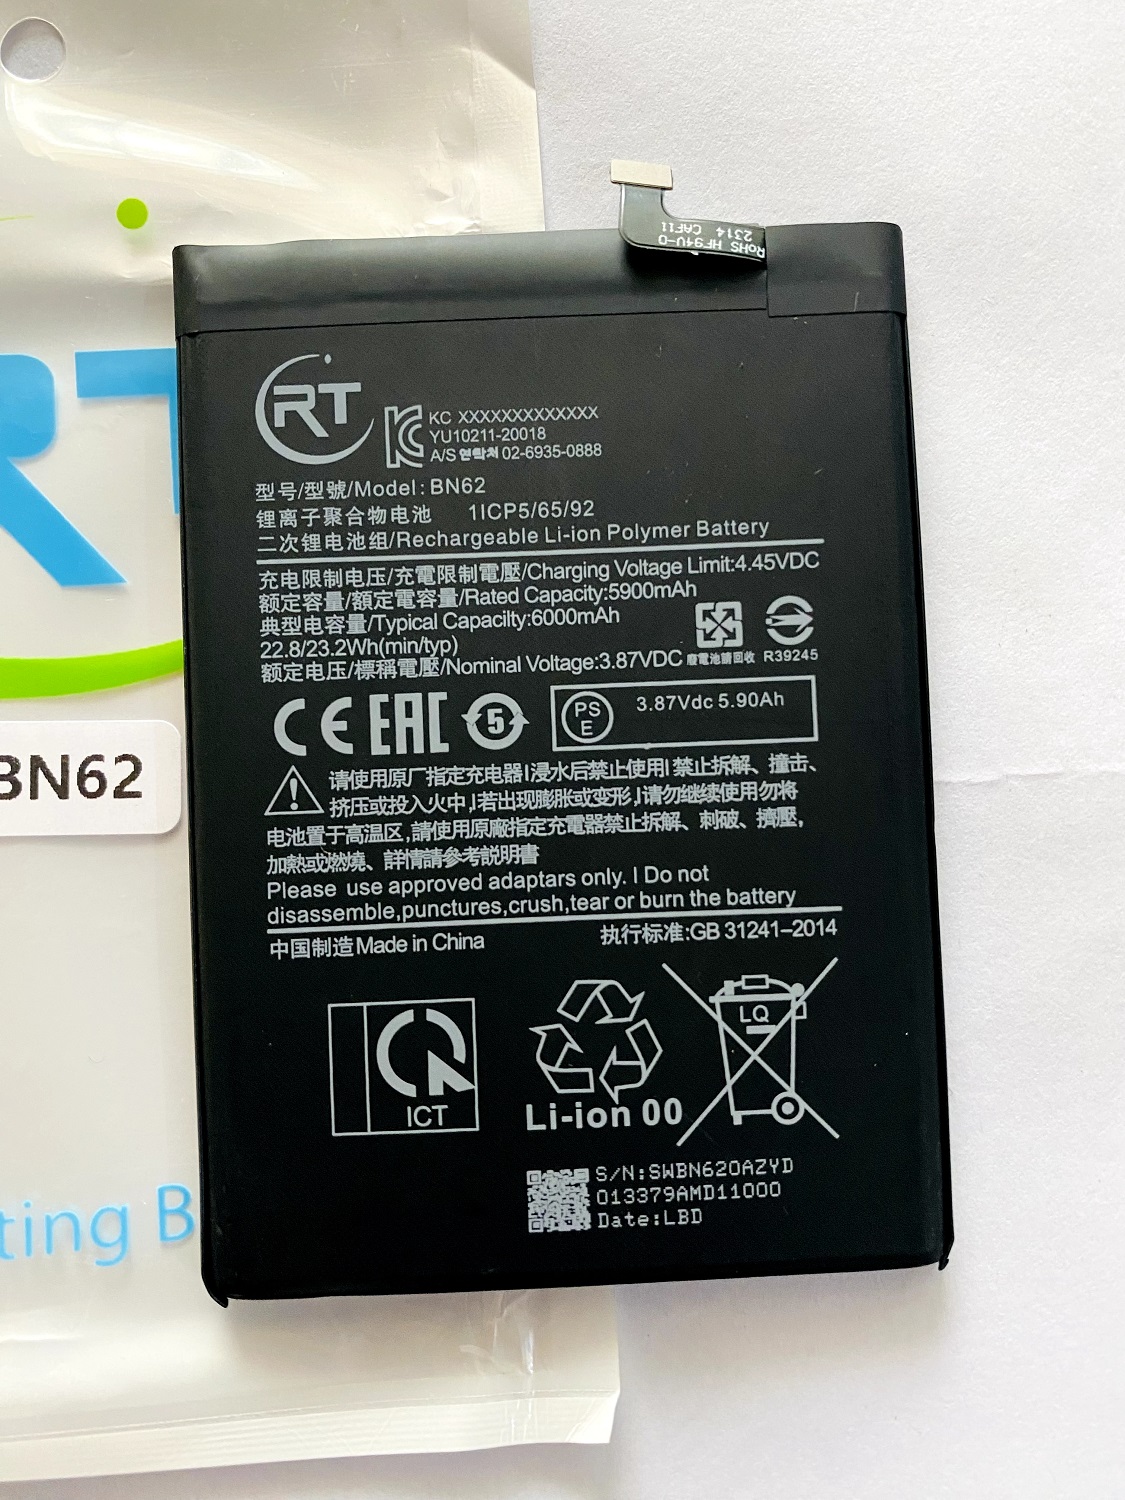 RT
KC XXXXXXXXXXXXX
YU10211-20018
A/S 연락처 02-6935-0888
型号/型號/Model: BN62
锂离子聚合物电池 1ICP5/65/92
二次锂电池组/Rechargeable Li-ion Polymer Battery
充电限制电压/充電限制電壓/Charging Voltage Limit:4.45VDC
额定容量/額定電容量/Rated Capacity:5900mAh
典型电容量/Typical Capacilty:6000mAh
22.8/23.2Wh(min/typ)
额定电压/標稱電壓/Nominal Voltage:3.87VDC
廢電池請回收 R39245
CE EAC 5
PS
E
3.87Vdc 5.90Ah
请使用原厂指定充电器I浸水后禁止使用I禁止拆解、撞击、
挤压或投入火中,I若出现膨胀或变形,I请勿继续使用勿将
电池置于高温区,請使用原廠指定充電器禁止拆解、刺破、擠壓,
加熱或燃燒、詳情請參考説明書
Please use approved adaptars only. I Do not
disassemble,punctures,crush,tear or burn the battery
中国制造Made in China
执行标准:GB 31241–2014
ICT
Li-ion 00
LQ
S/N:SWBN620AZYD
013379AMD11000
Date:LBD
RoHS HF94V-0
2314 CAF11
RT
BN62
ting B